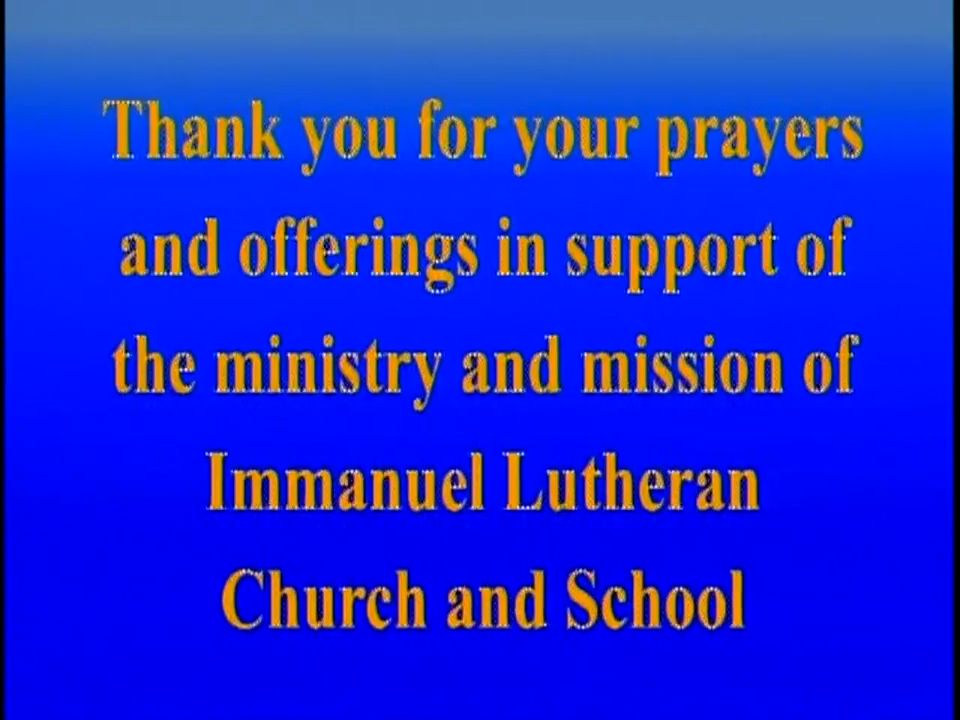 Thank you for your prayers
and offerings in support of
the ministry and mission of
Immanuel Lutheran
Church and School